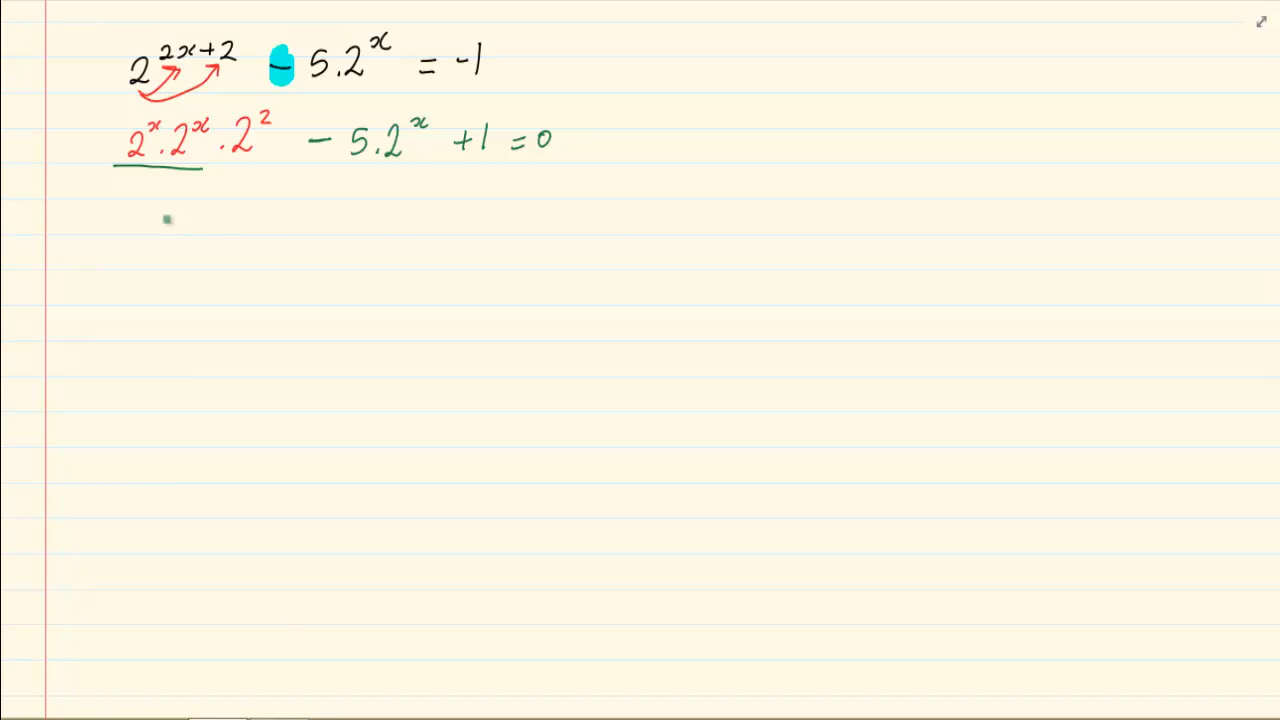 2^{2x+2} - 5.2^x = -1
2^x.2^x.2^2 - 5.2^x +1 = 0